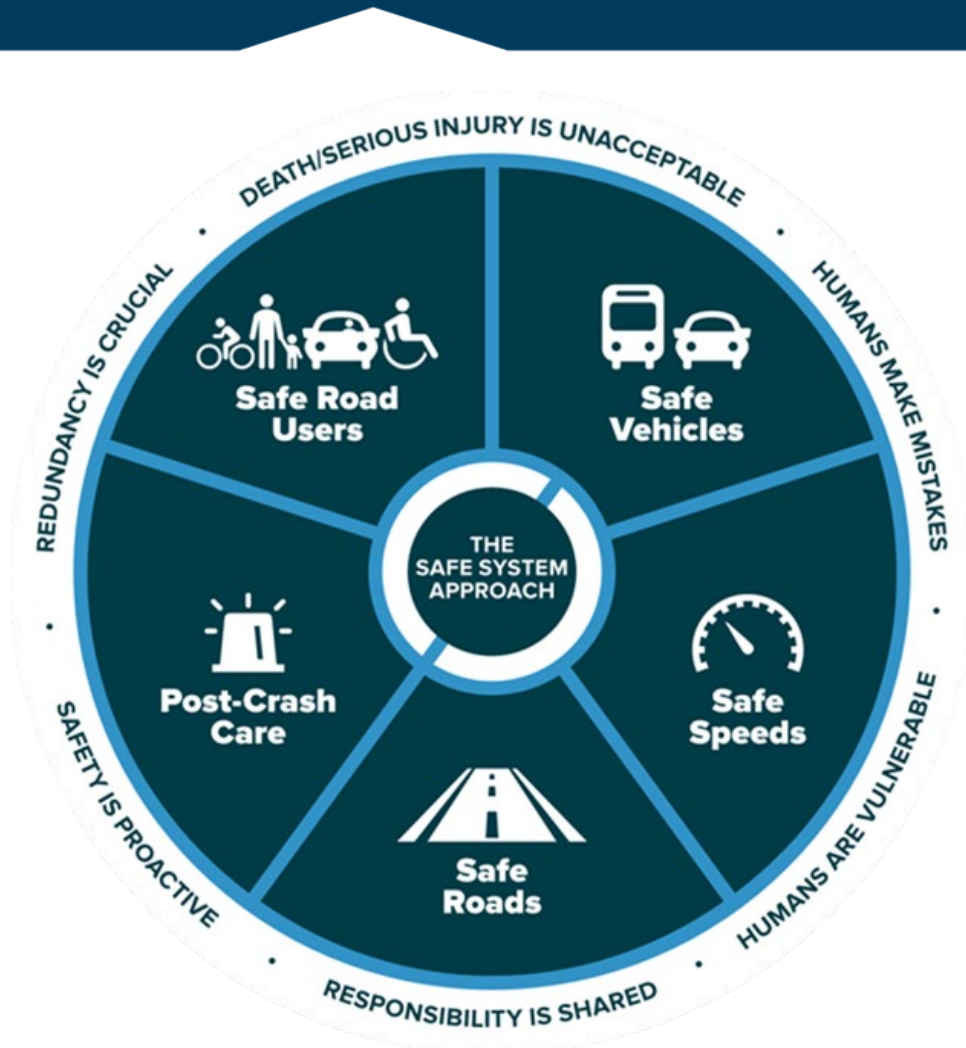 DEATH/SERIOUS INJURY IS UNACCEPTABLE
HUMANS MAKE MISTAKES
HUMANS ARE VULNERABLE
RESPONSIBILITY IS SHARED
SAFETY IS PROACTIVE
REDUNDANCY IS CRUCIAL
Safe Road
Users
Safe
Vehicles
Safe
Speeds
Safe
Roads
Post-Crash
Care
THE
SAFE SYSTEM
APPROACH